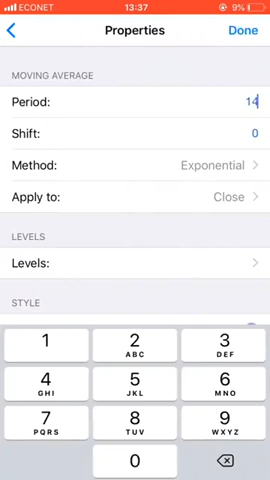 ECONET 13:37 9%
Properties Done
MOVING AVERAGE
Period: 14
Shift: 0
Method: Exponential
Apply to: Close
LEVELS
Levels:
STYLE
1 2 3
ABC DEF
4 5 6
GHI JKL MNO
7 8 9
PQRS TUV WXYZ
0